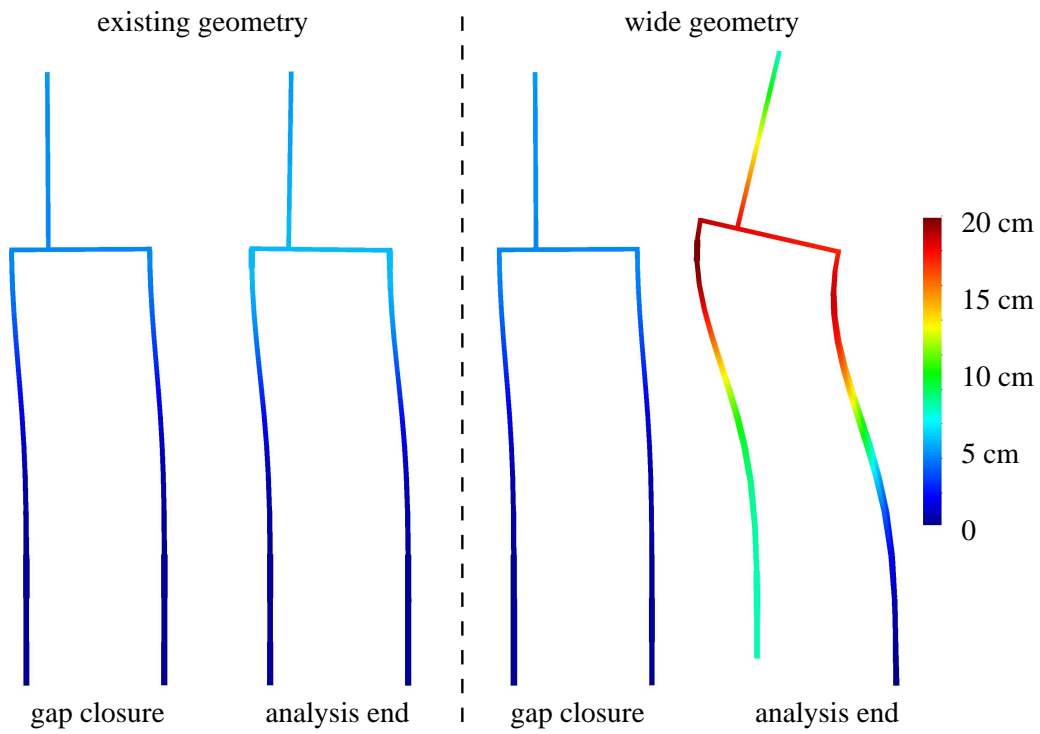 existing geometry
wide geometry
20 cm
15 cm
10 cm
5 cm
0
gap closure
analysis end
gap closure
analysis end